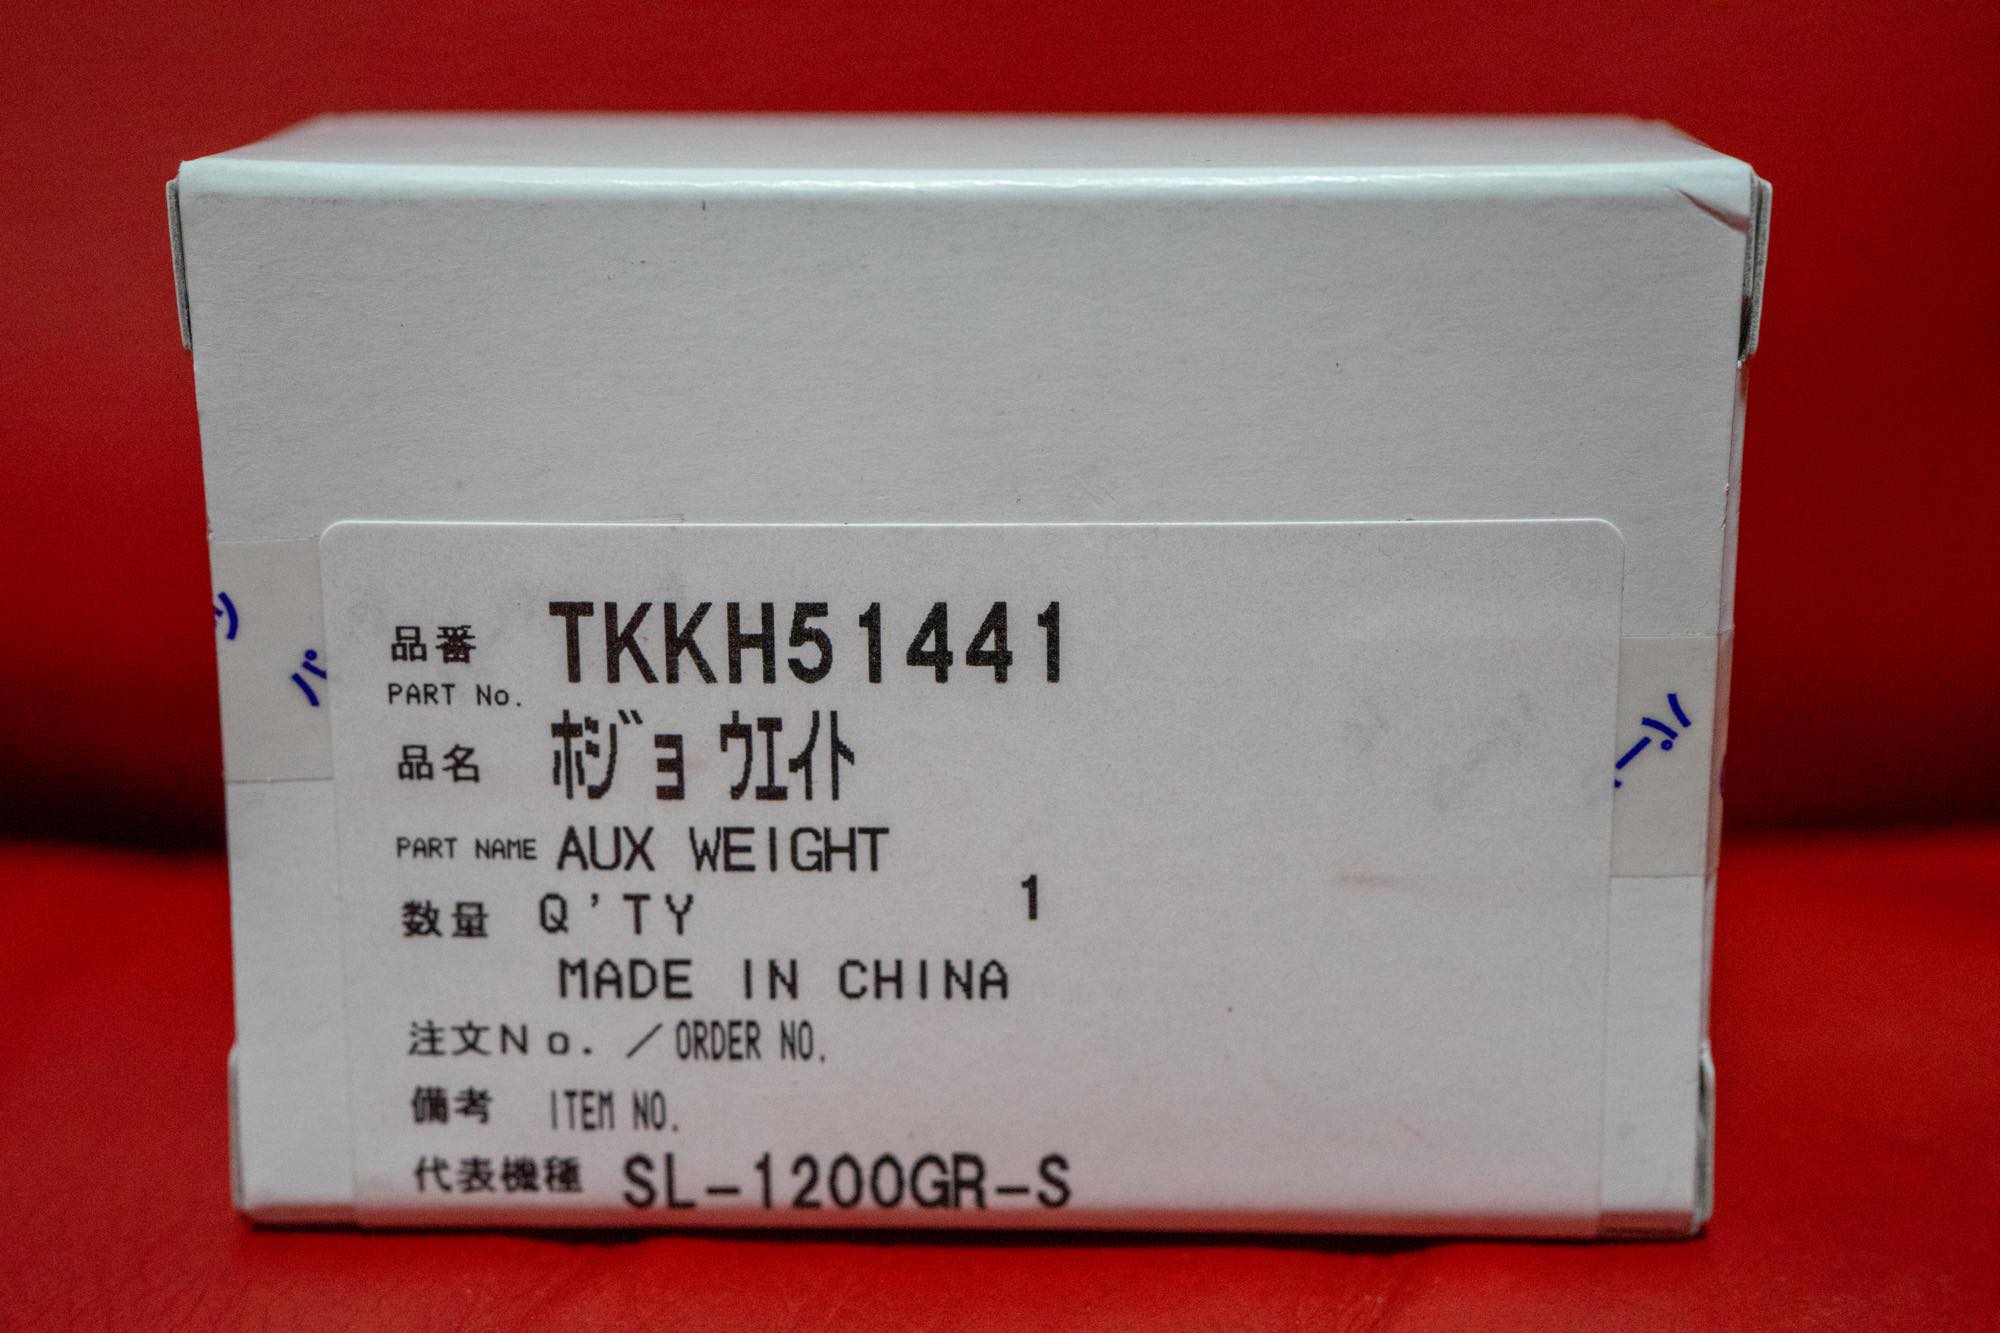 品番 TKKH51441
PART No.
品名 ﾎｼﾞョ ｳｴｲﾄ
PART NAME AUX WEIGHT
数量 Q'TY 1
MADE IN CHINA
注文No.／ORDER NO.
備考 ITEM NO.
代表機種 SL-1200GR-S